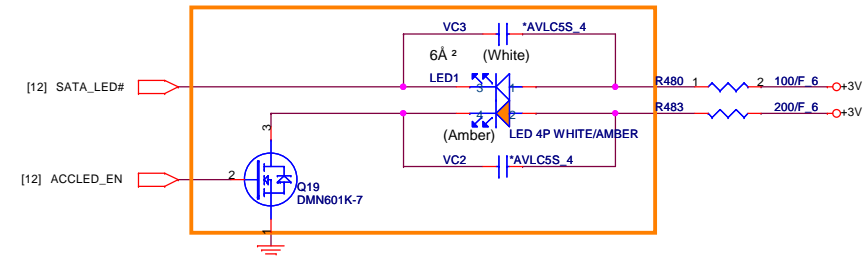 VC3 *AVLC5S_4
6Å ² (White)
[12] SATA_LED# LED1 3 1 R480 1 2 100/F_6 +3V
3 4 2 R483 200/F_6 +3V
(Amber) LED 4P WHITE/AMBER
VC2 *AVLC5S_4
[12] ACCLED_EN 2
Q19
DMN601K-7
1